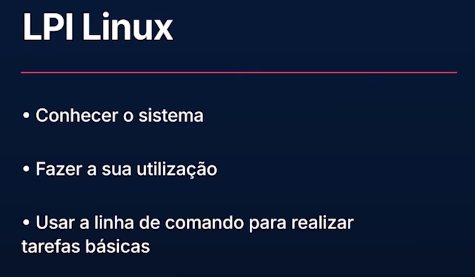 LPI Linux
• Conhecer o sistema
• Fazer a sua utilização
• Usar a linha de comando para realizar
tarefas básicas